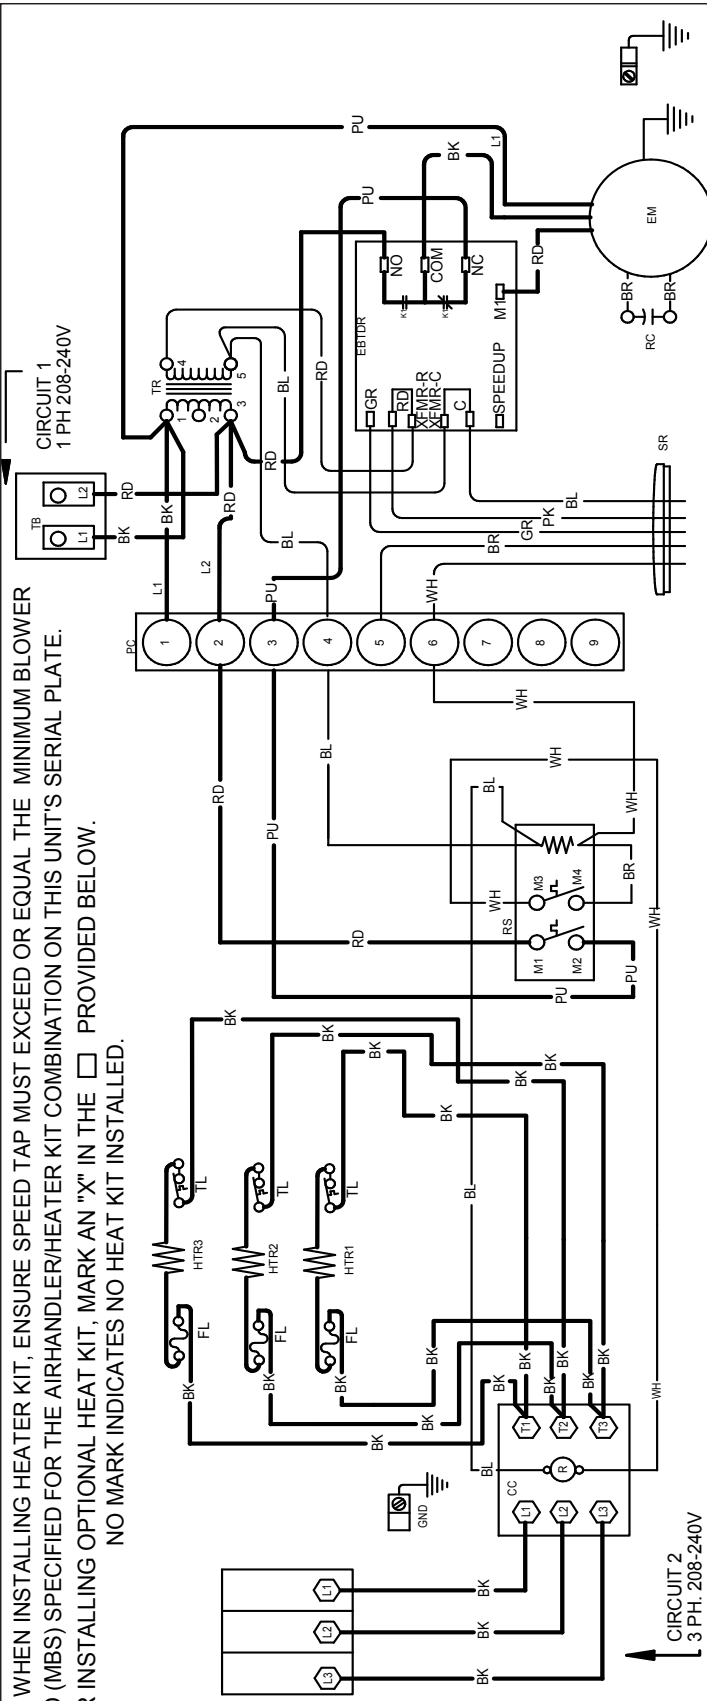 WHEN INSTALLING HEATER KIT, ENSURE SPEED TAP MUST EXCEED OR EQUAL THE MINIMUM BLOWER
(MBS) SPECIFIED FOR THE AIRHANDLER/HEATER KIT COMBINATION ON THIS UNIT'S SERIAL PLATE.
INSTALLING OPTIONAL HEAT KIT, MARK AN "X" IN THE □ PROVIDED BELOW.
NO MARK INDICATES NO HEAT KIT INSTALLED.
CIRCUIT 1
1 PH 208-240V
TB
L1
L2
BK
RD
PU
L1
BK
TR
1
2
3
4
5
BK
RD
RD
BL
RD
BL
L1
L2
PU
PU
EBTDR
NO
COM
NC
K1
K1
M1
RD
SPEEDUP
GR
RD
XFMR-R
XFMR-C
C
EM
BR
BR
RC
BR
WH
GR
PK
BL
SR
PC
1
2
3
4
5
6
7
8
9
RD
PU
BL
WH
WH
BL
WH
WH
BR
WH
RS
M1
M2
M3
M4
RD
PU
PU
BK
BK
BK
BK
BK
BK
HTR3
HTR2
HTR1
TL
TL
TL
FL
FL
FL
BK
BK
BK
BK
BK
BK
BK
BK
BK
BK
BK
BK
BL
BL
WH
WH
GND
CC
R
T1
T2
T3
L1
L2
L3
BK
BK
BK
L1
L2
L3
CIRCUIT 2
3 PH. 208-240V